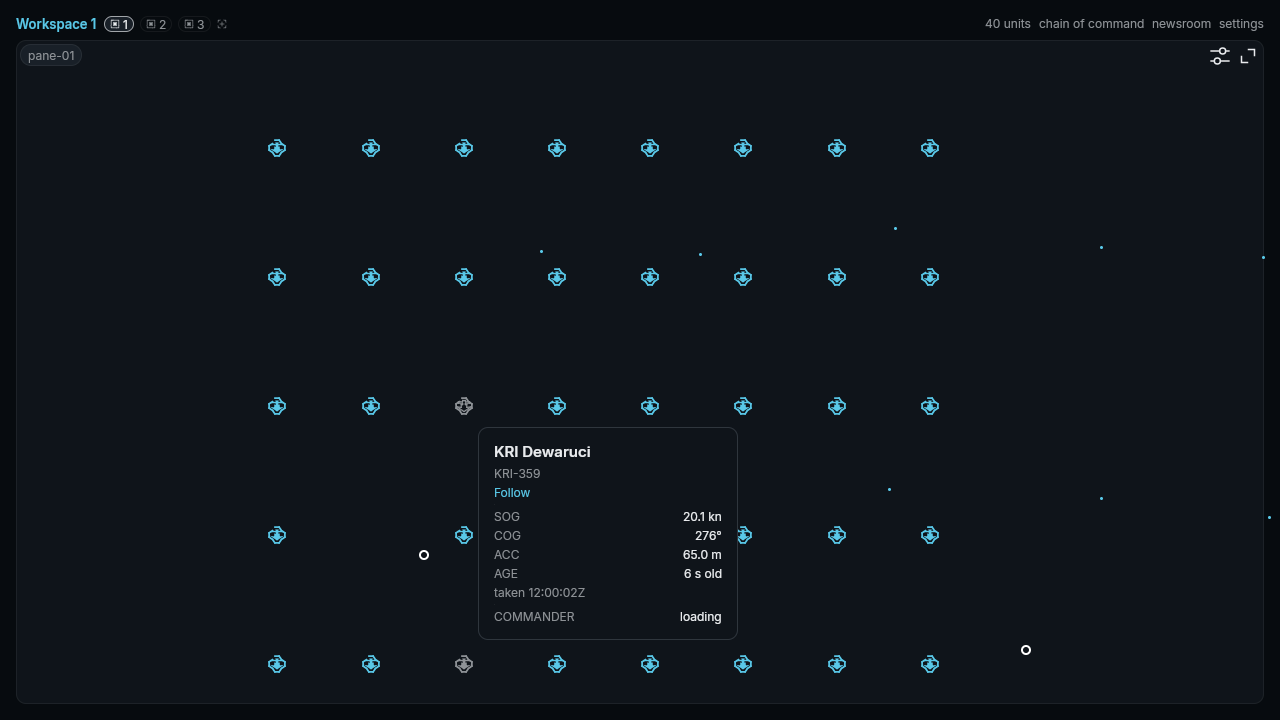 Workspace 1 1 2 3 40 units chain of command newsroom settings
pane-01
KRI Dewaruci
KRI-359
Follow
SOG 20.1 kn
COG 276°
ACC 65.0 m
AGE 6 s old
taken 12:00:02Z
COMMANDER loading